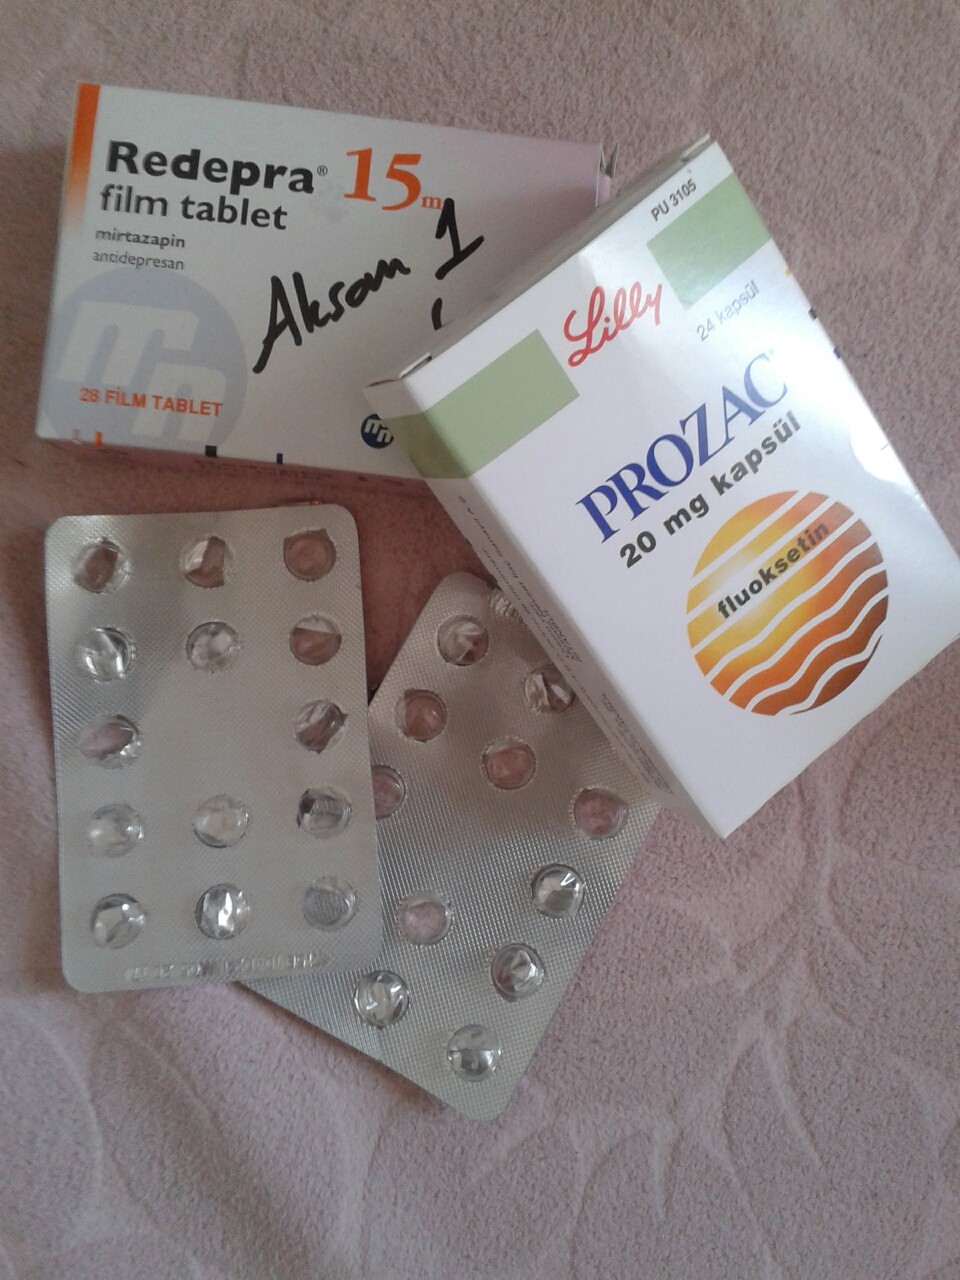 Redepra® 15m
film tablet
mirtazapin
antidepresan
Aksam 1
28 FİLM TABLET
PU 3105
Lilly
24 kapsül
PROZAC
20 mg kapsül
fluoksetin